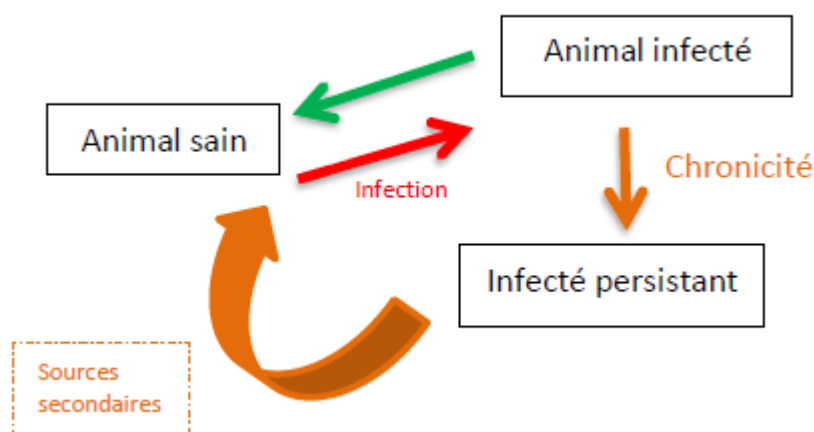 Animal infecté
Animal sain
Infection
Chronicité
Infecté persistant
Sources
secondaires